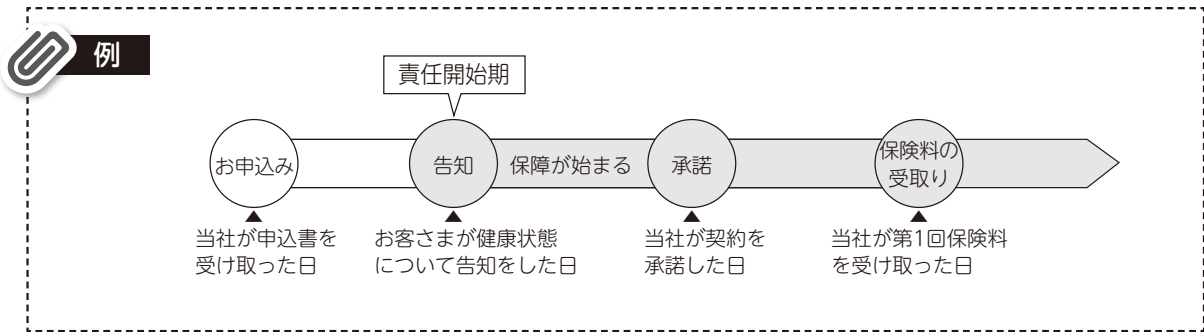 例
責任開始期
お申込み
告知
保障が始まる
承諾
保険料の
受取り
当社が申込書を
受け取った日
お客さまが健康状態
について告知をした日
当社が契約を
承諾した日
当社が第1回保険料
を受け取った日